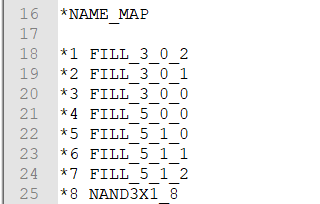 16 *NAME_MAP
17
18 *1 FILL_3_0_2
19 *2 FILL_3_0_1
20 *3 FILL_3_0_0
21 *4 FILL_5_0_0
22 *5 FILL_5_1_0
23 *6 FILL_5_1_1
24 *7 FILL_5_1_2
25 *8 NAND3X1_8